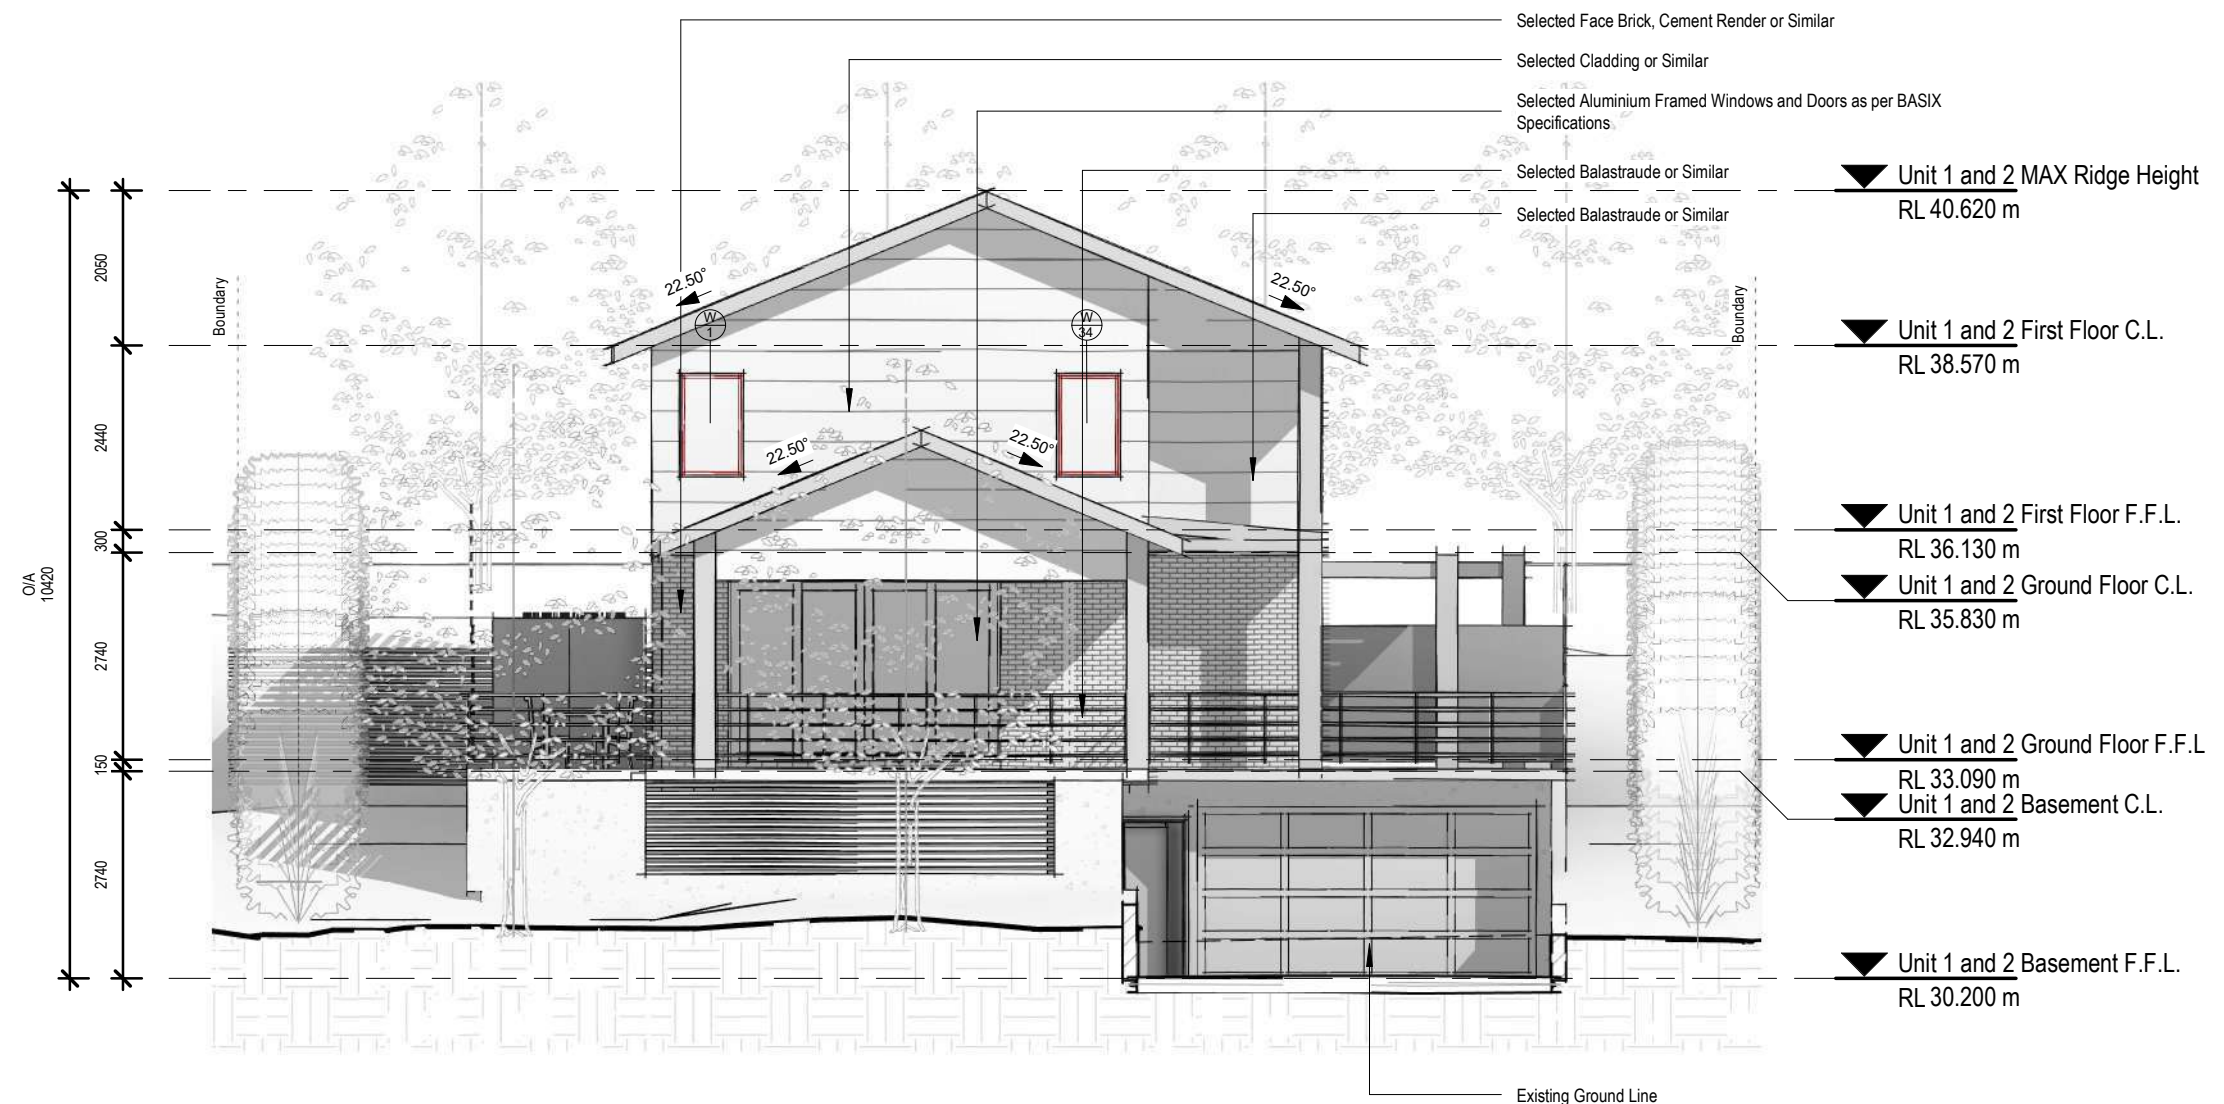 Selected Face Brick, Cement Render or Similar
Selected Cladding or Similar
Selected Aluminium Framed Windows and Doors as per BASIX
Specifications
Selected Balastraude or Similar
Selected Balastraude or Similar
Unit 1 and 2 MAX Ridge Height
RL 40.620 m
2050
22.50°
22.50°
Boundary
Boundary
W
1
W
34
Unit 1 and 2 First Floor C.L.
RL 38.570 m
2440
22.50°
22.50°
Unit 1 and 2 First Floor F.F.L.
RL 36.130 m
300
O/A
10420
Unit 1 and 2 Ground Floor C.L.
RL 35.830 m
2740
Unit 1 and 2 Ground Floor F.F.L
RL 33.090 m
150
Unit 1 and 2 Basement C.L.
RL 32.940 m
2740
Unit 1 and 2 Basement F.F.L.
RL 30.200 m
Existing Ground Line